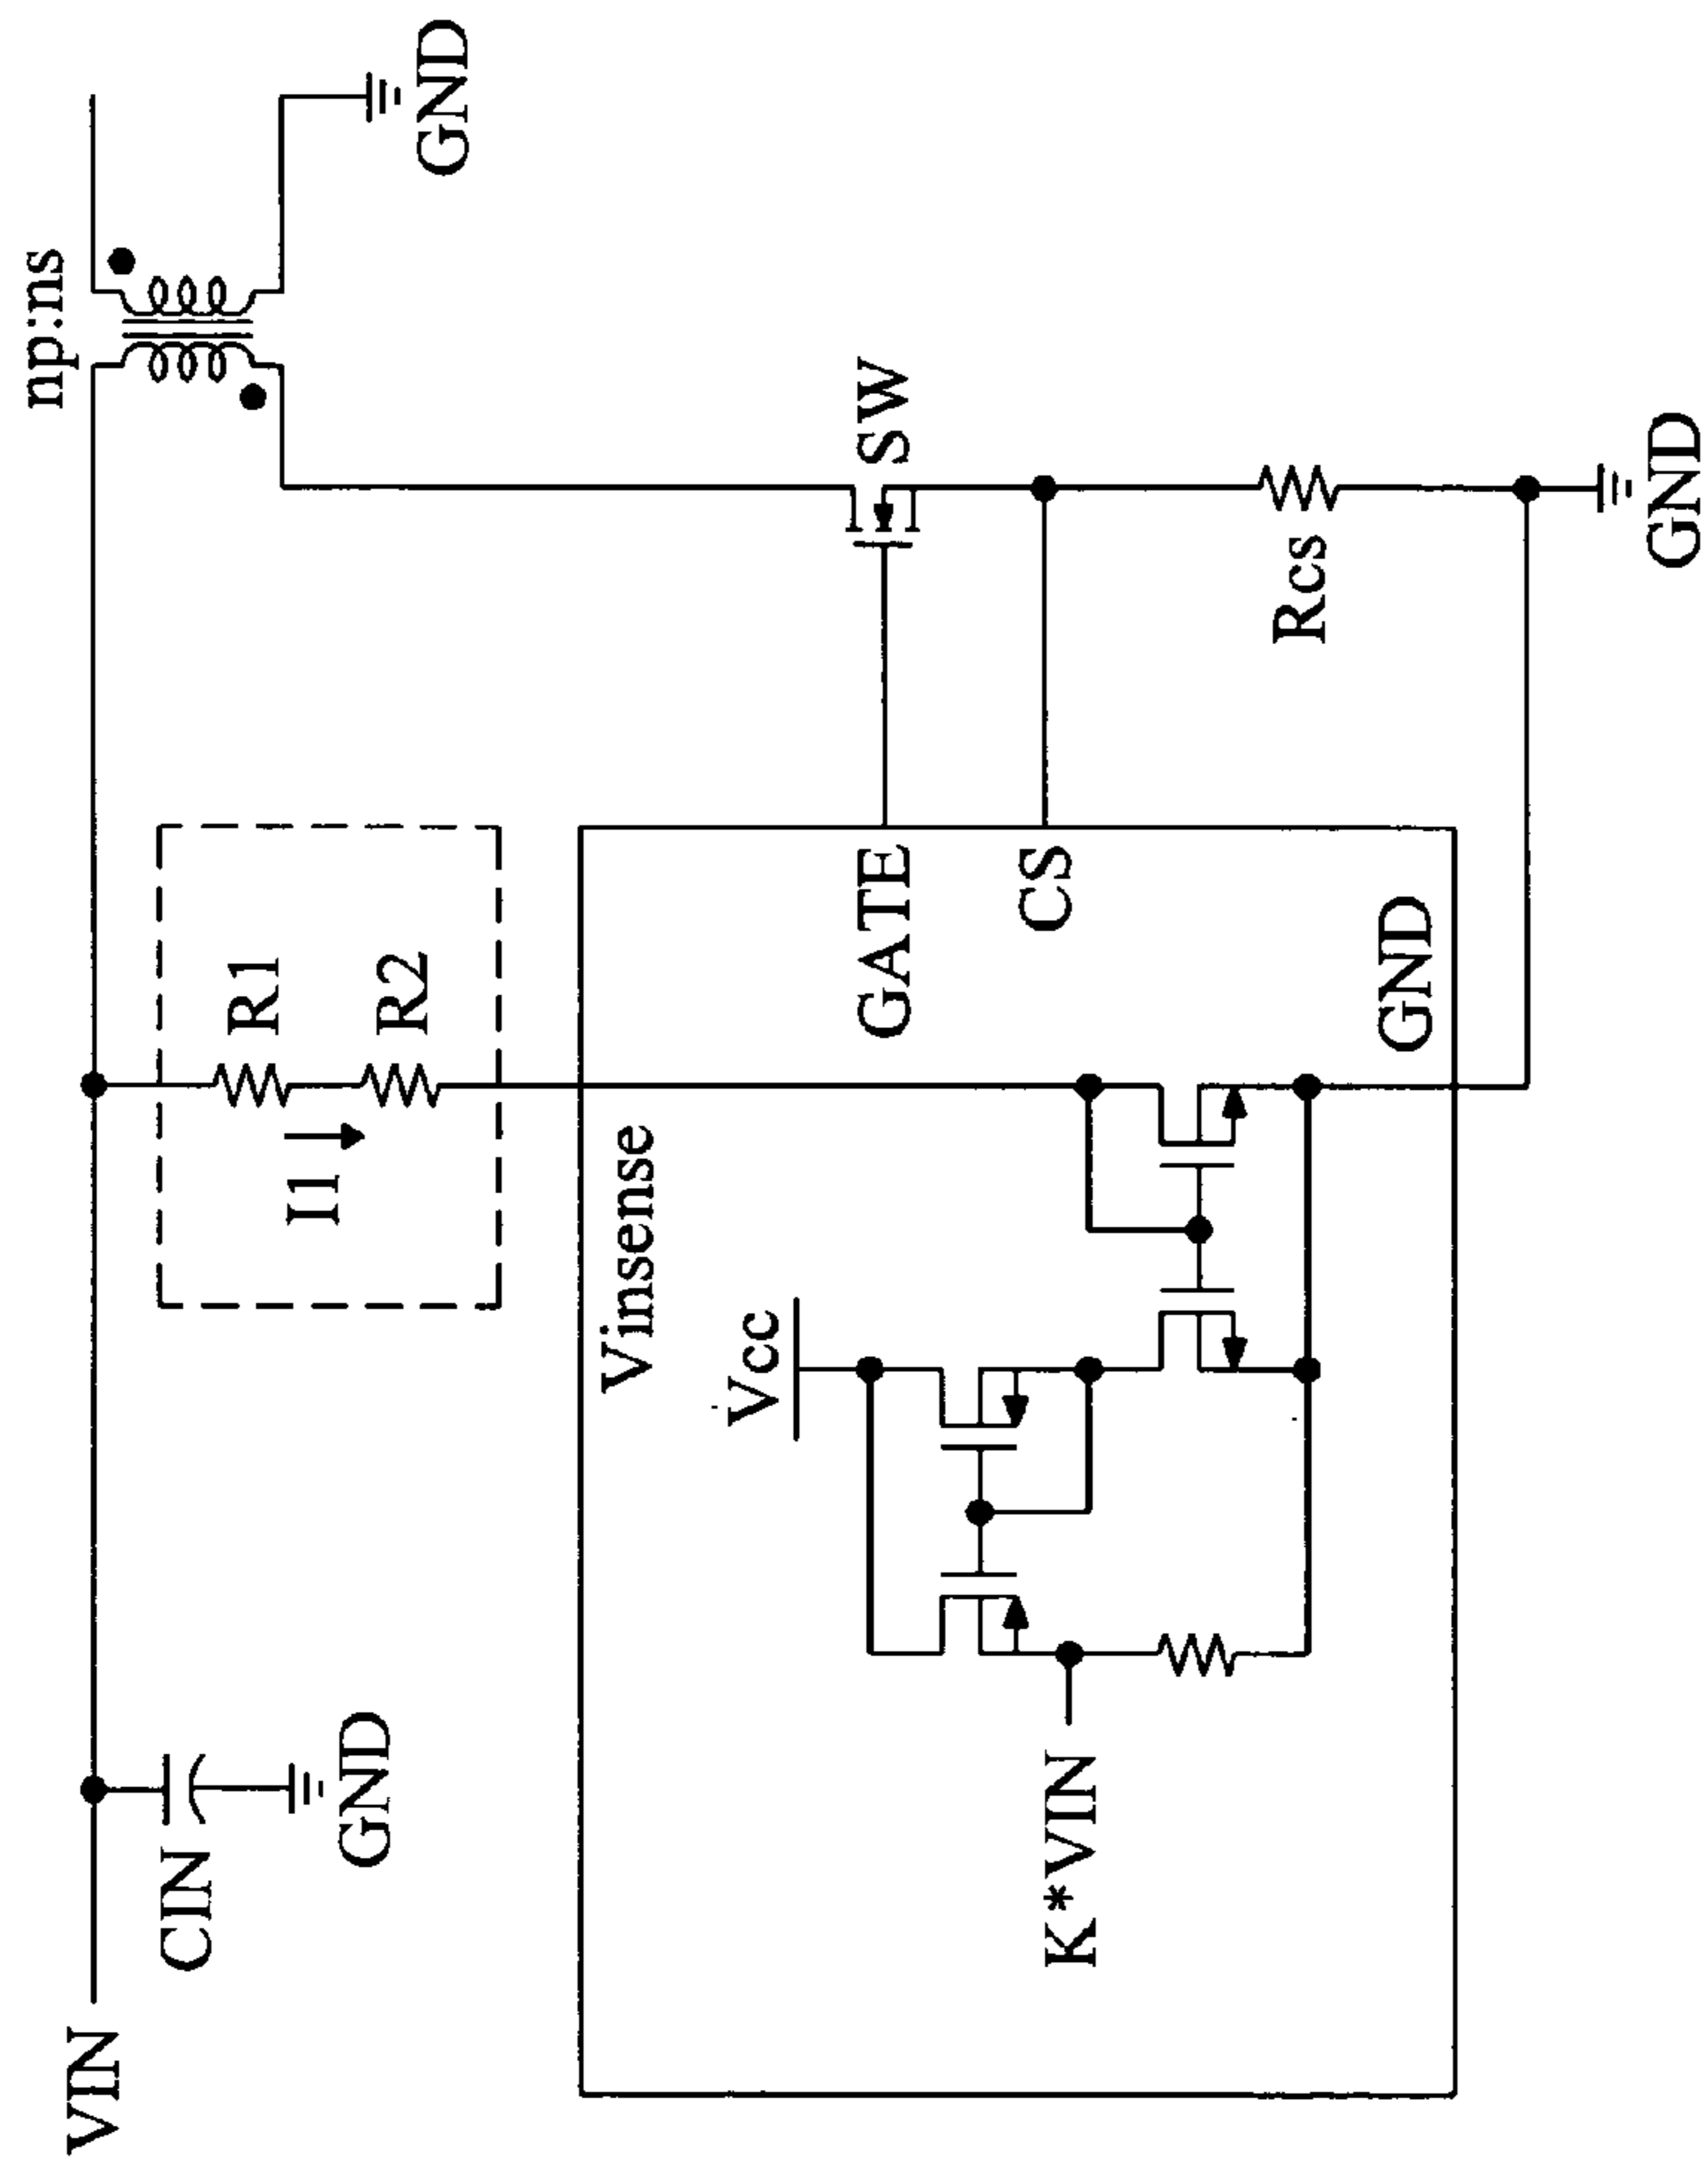 np:ns
VIN
CIN
GND
R1
I1
R2
GND
Vinsense
SW
Vcc
GATE
CS
K*VIN
Rcs
GND
GND